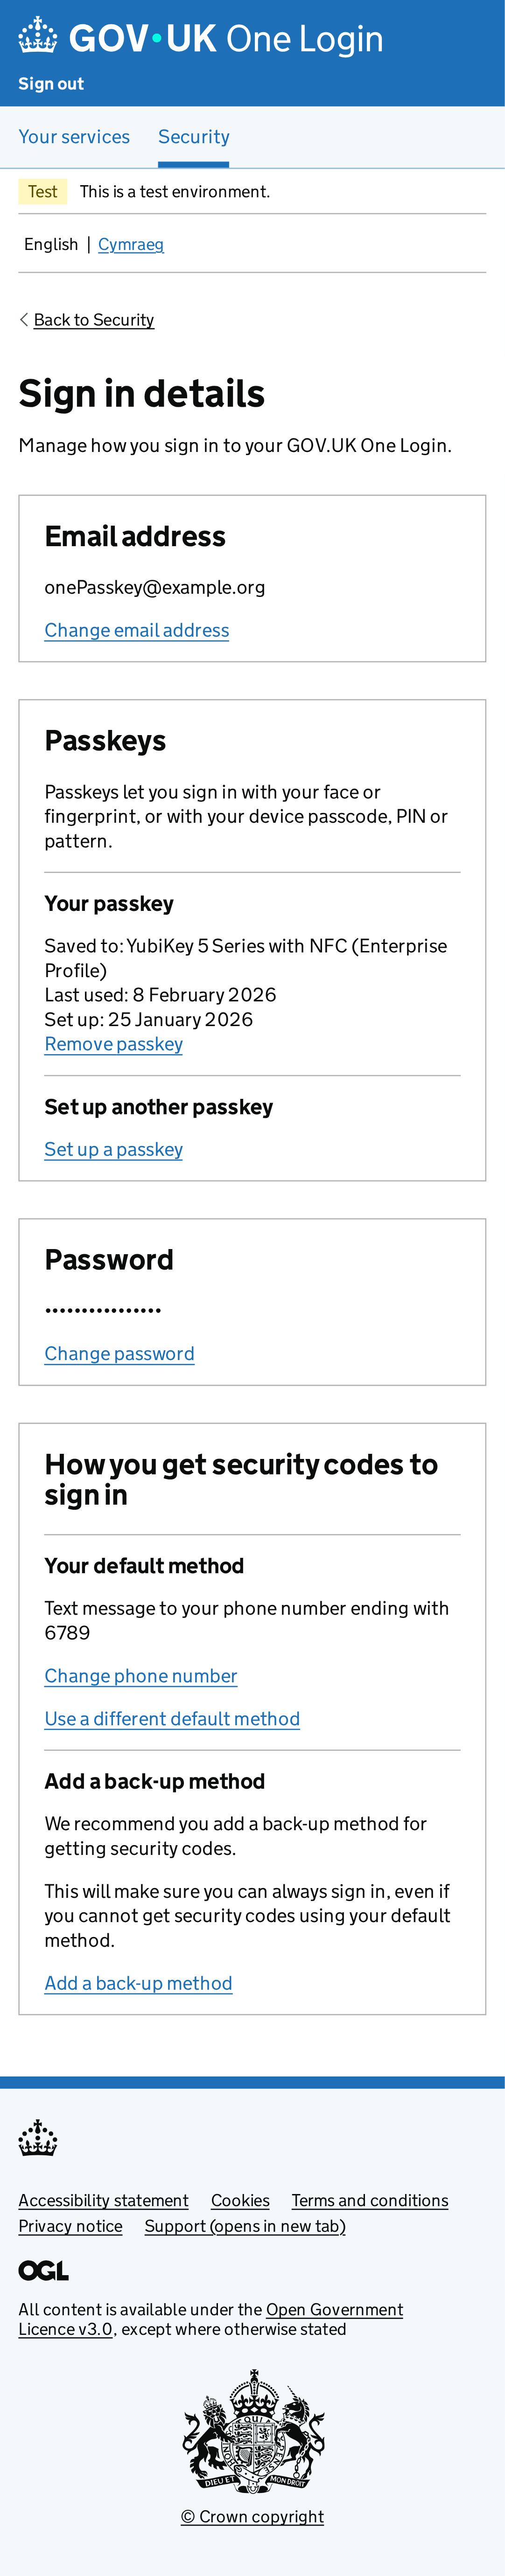 GOV·UK One Login
Sign out
Your services Security
Test This is a test environment.
English | Cymraeg
Back to Security
Sign in details
Manage how you sign in to your GOV.UK One Login.
Email address
onePasskey@example.org
Change email address
Passkeys
Passkeys let you sign in with your face or
fingerprint, or with your device passcode, PIN or
pattern.
Your passkey
Saved to: YubiKey 5 Series with NFC (Enterprise
Profile)
Last used: 8 February 2026
Set up: 25 January 2026
Remove passkey
Set up another passkey
Set up a passkey
Password
••••••••••••••••
Change password
How you get security codes to
sign in
Your default method
Text message to your phone number ending with
6789
Change phone number
Use a different default method
Add a back-up method
We recommend you add a back-up method for
getting security codes.
This will make sure you can always sign in, even if
you cannot get security codes using your default
method.
Add a back-up method
Accessibility statement Cookies Terms and conditions
Privacy notice Support (opens in new tab)
OGL
All content is available under the Open Government
Licence v3.0, except where otherwise stated
DIEU ET MON DROIT
© Crown copyright